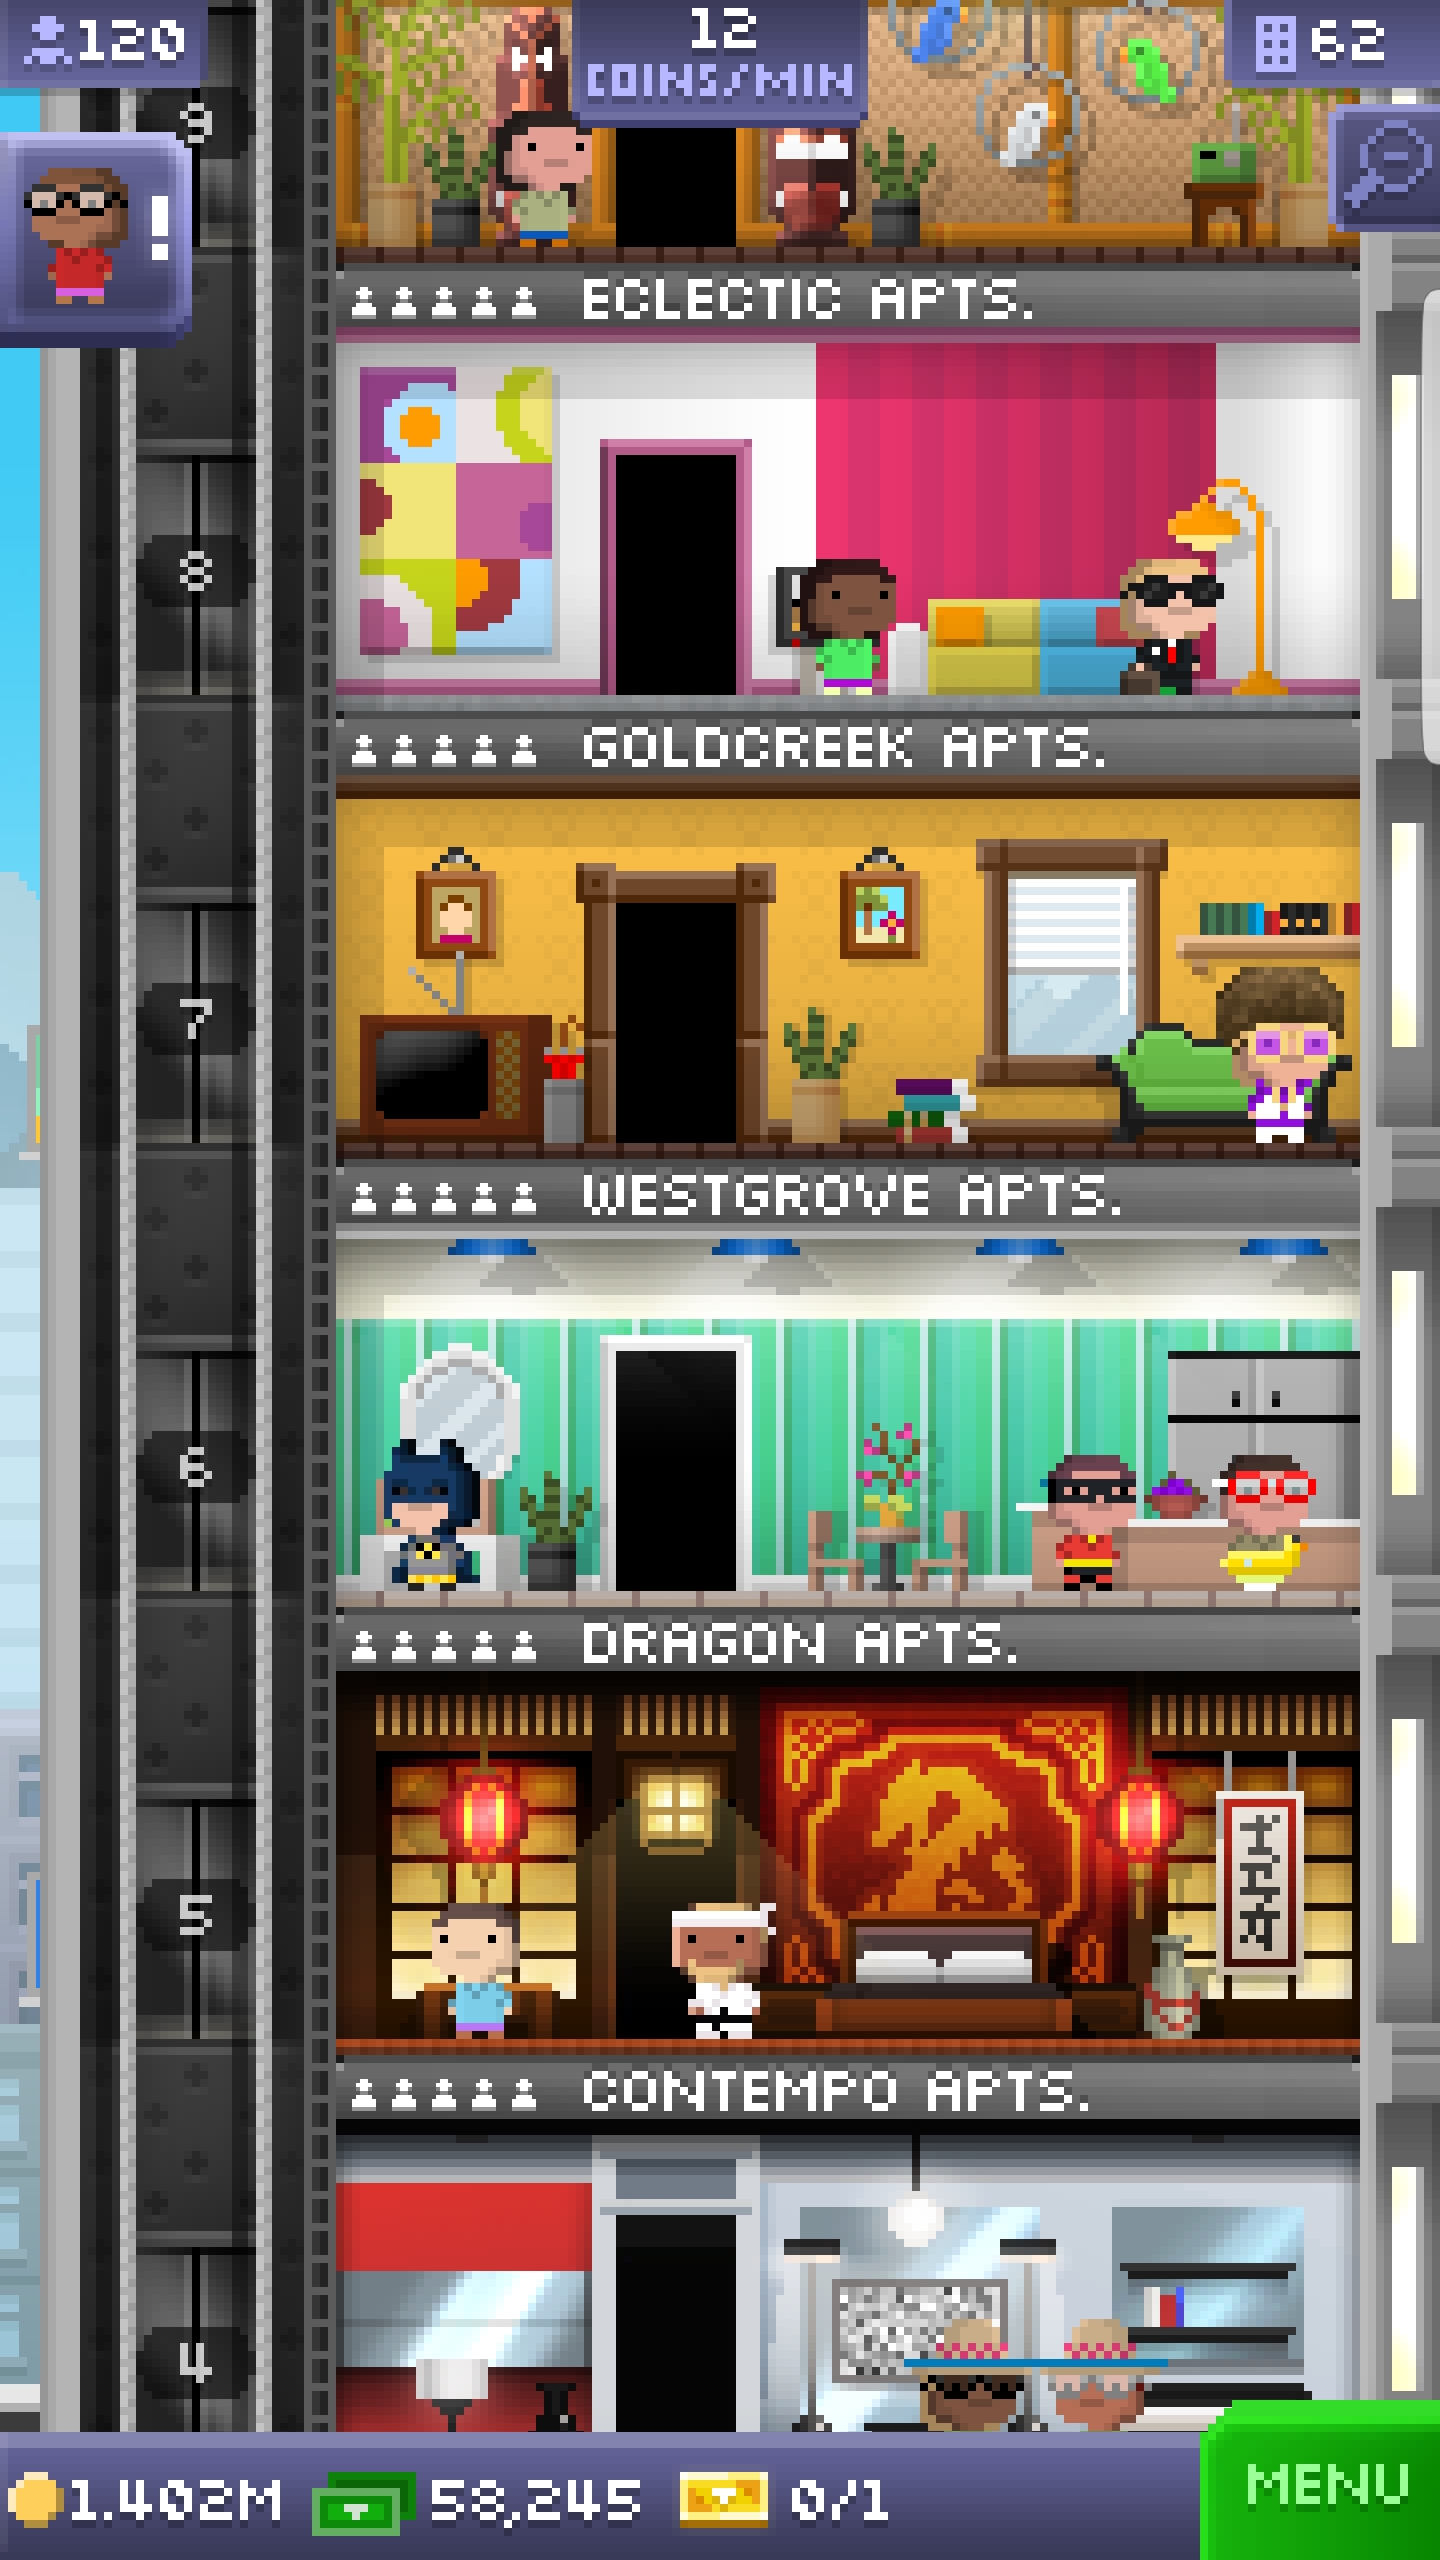 120
12
COINS/MIN
62
9
!
ECLECTIC APTS.
8
GOLDCREEK APTS.
7
WESTGROVE APTS.
6
DRAGON APTS.
5
CONTEMPO APTS.
4
1.402M 58,245 0/1
MENU